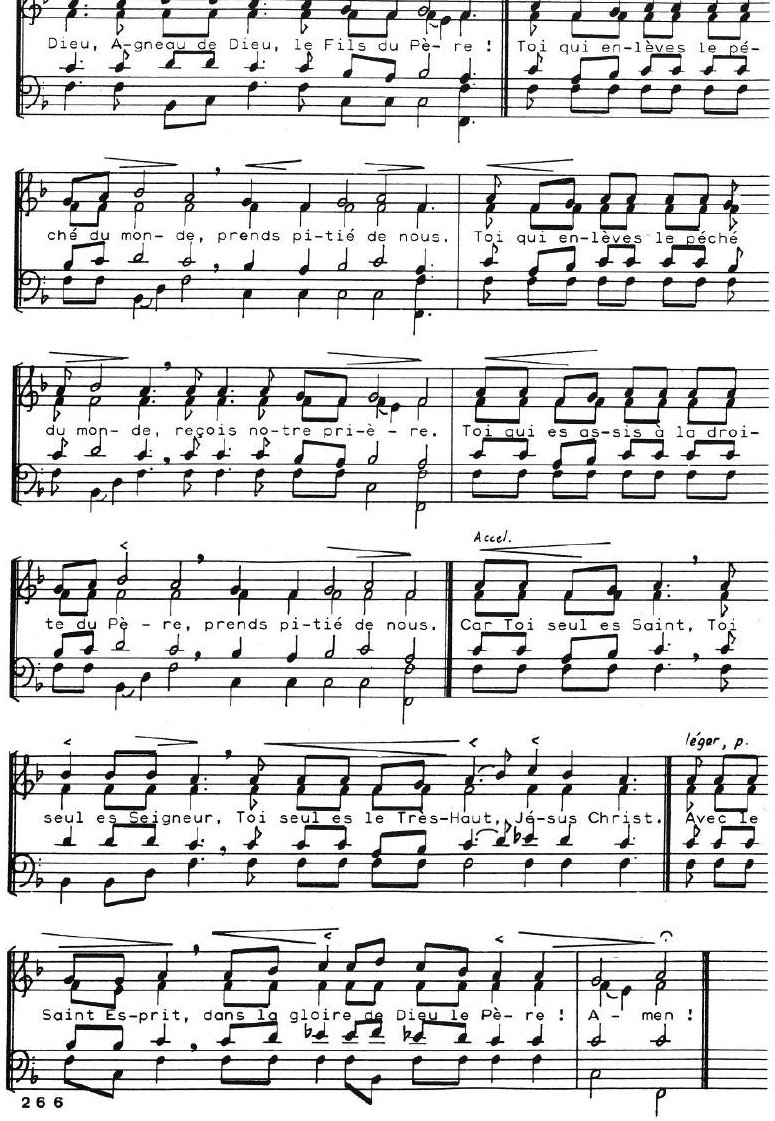 Dieu, A-gneau de Dieu, le Fils du Pè-re ! Toi qui en-lèves le pé-
ché du mon-de, prends pi-tié de nous. Toi qui en-lèves le péché
du mon-de, reçois no-tre pri-è-re. Toi qui es as-sis à la droi-
Accel.
te du Pè-re, prends pi-tié de nous. Car Toi seul es Saint, Toi
léger, p.
seul es Seigneur, Toi seul es le Très-Haut, Jé-sus Christ. Avec le
Saint Es-prit, dans la gloire de Dieu le Pè-re ! A-men !
266